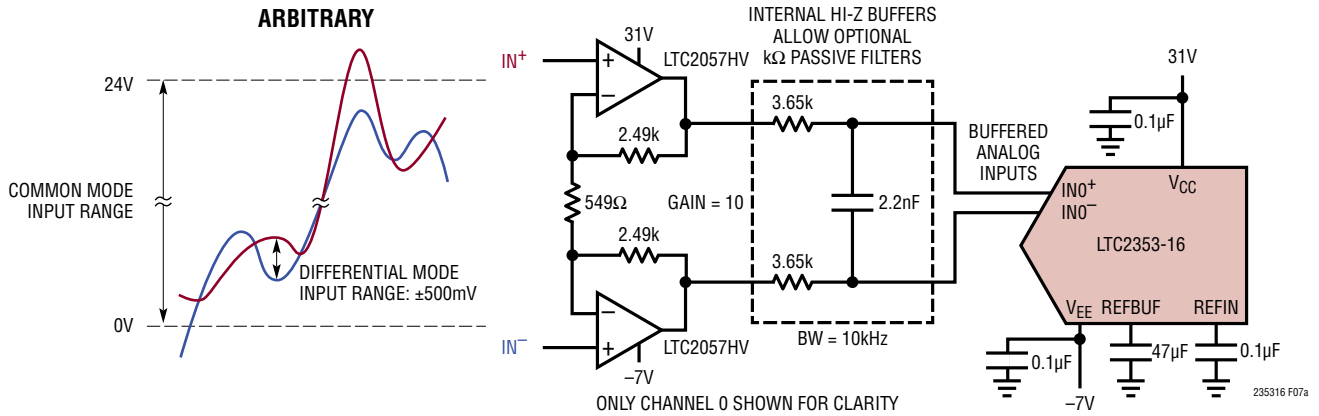 ARBITRARY
24V
COMMON MODE
INPUT RANGE
0V
DIFFERENTIAL MODE
INPUT RANGE: ±500mV
IN+
31V
+
–
LTC2057HV
2.49k
549Ω
GAIN = 10
2.49k
–
+
LTC2057HV
IN–
–7V
INTERNAL HI-Z BUFFERS
ALLOW OPTIONAL
kΩ PASSIVE FILTERS
3.65k
2.2nF
3.65k
BW = 10kHz
BUFFERED
ANALOG
INPUTS
31V
0.1µF
VCC
IN0+
IN0–
LTC2353-16
VEE
REFBUF
REFIN
0.1µF
47µF
0.1µF
–7V
235316 F07a
ONLY CHANNEL 0 SHOWN FOR CLARITY